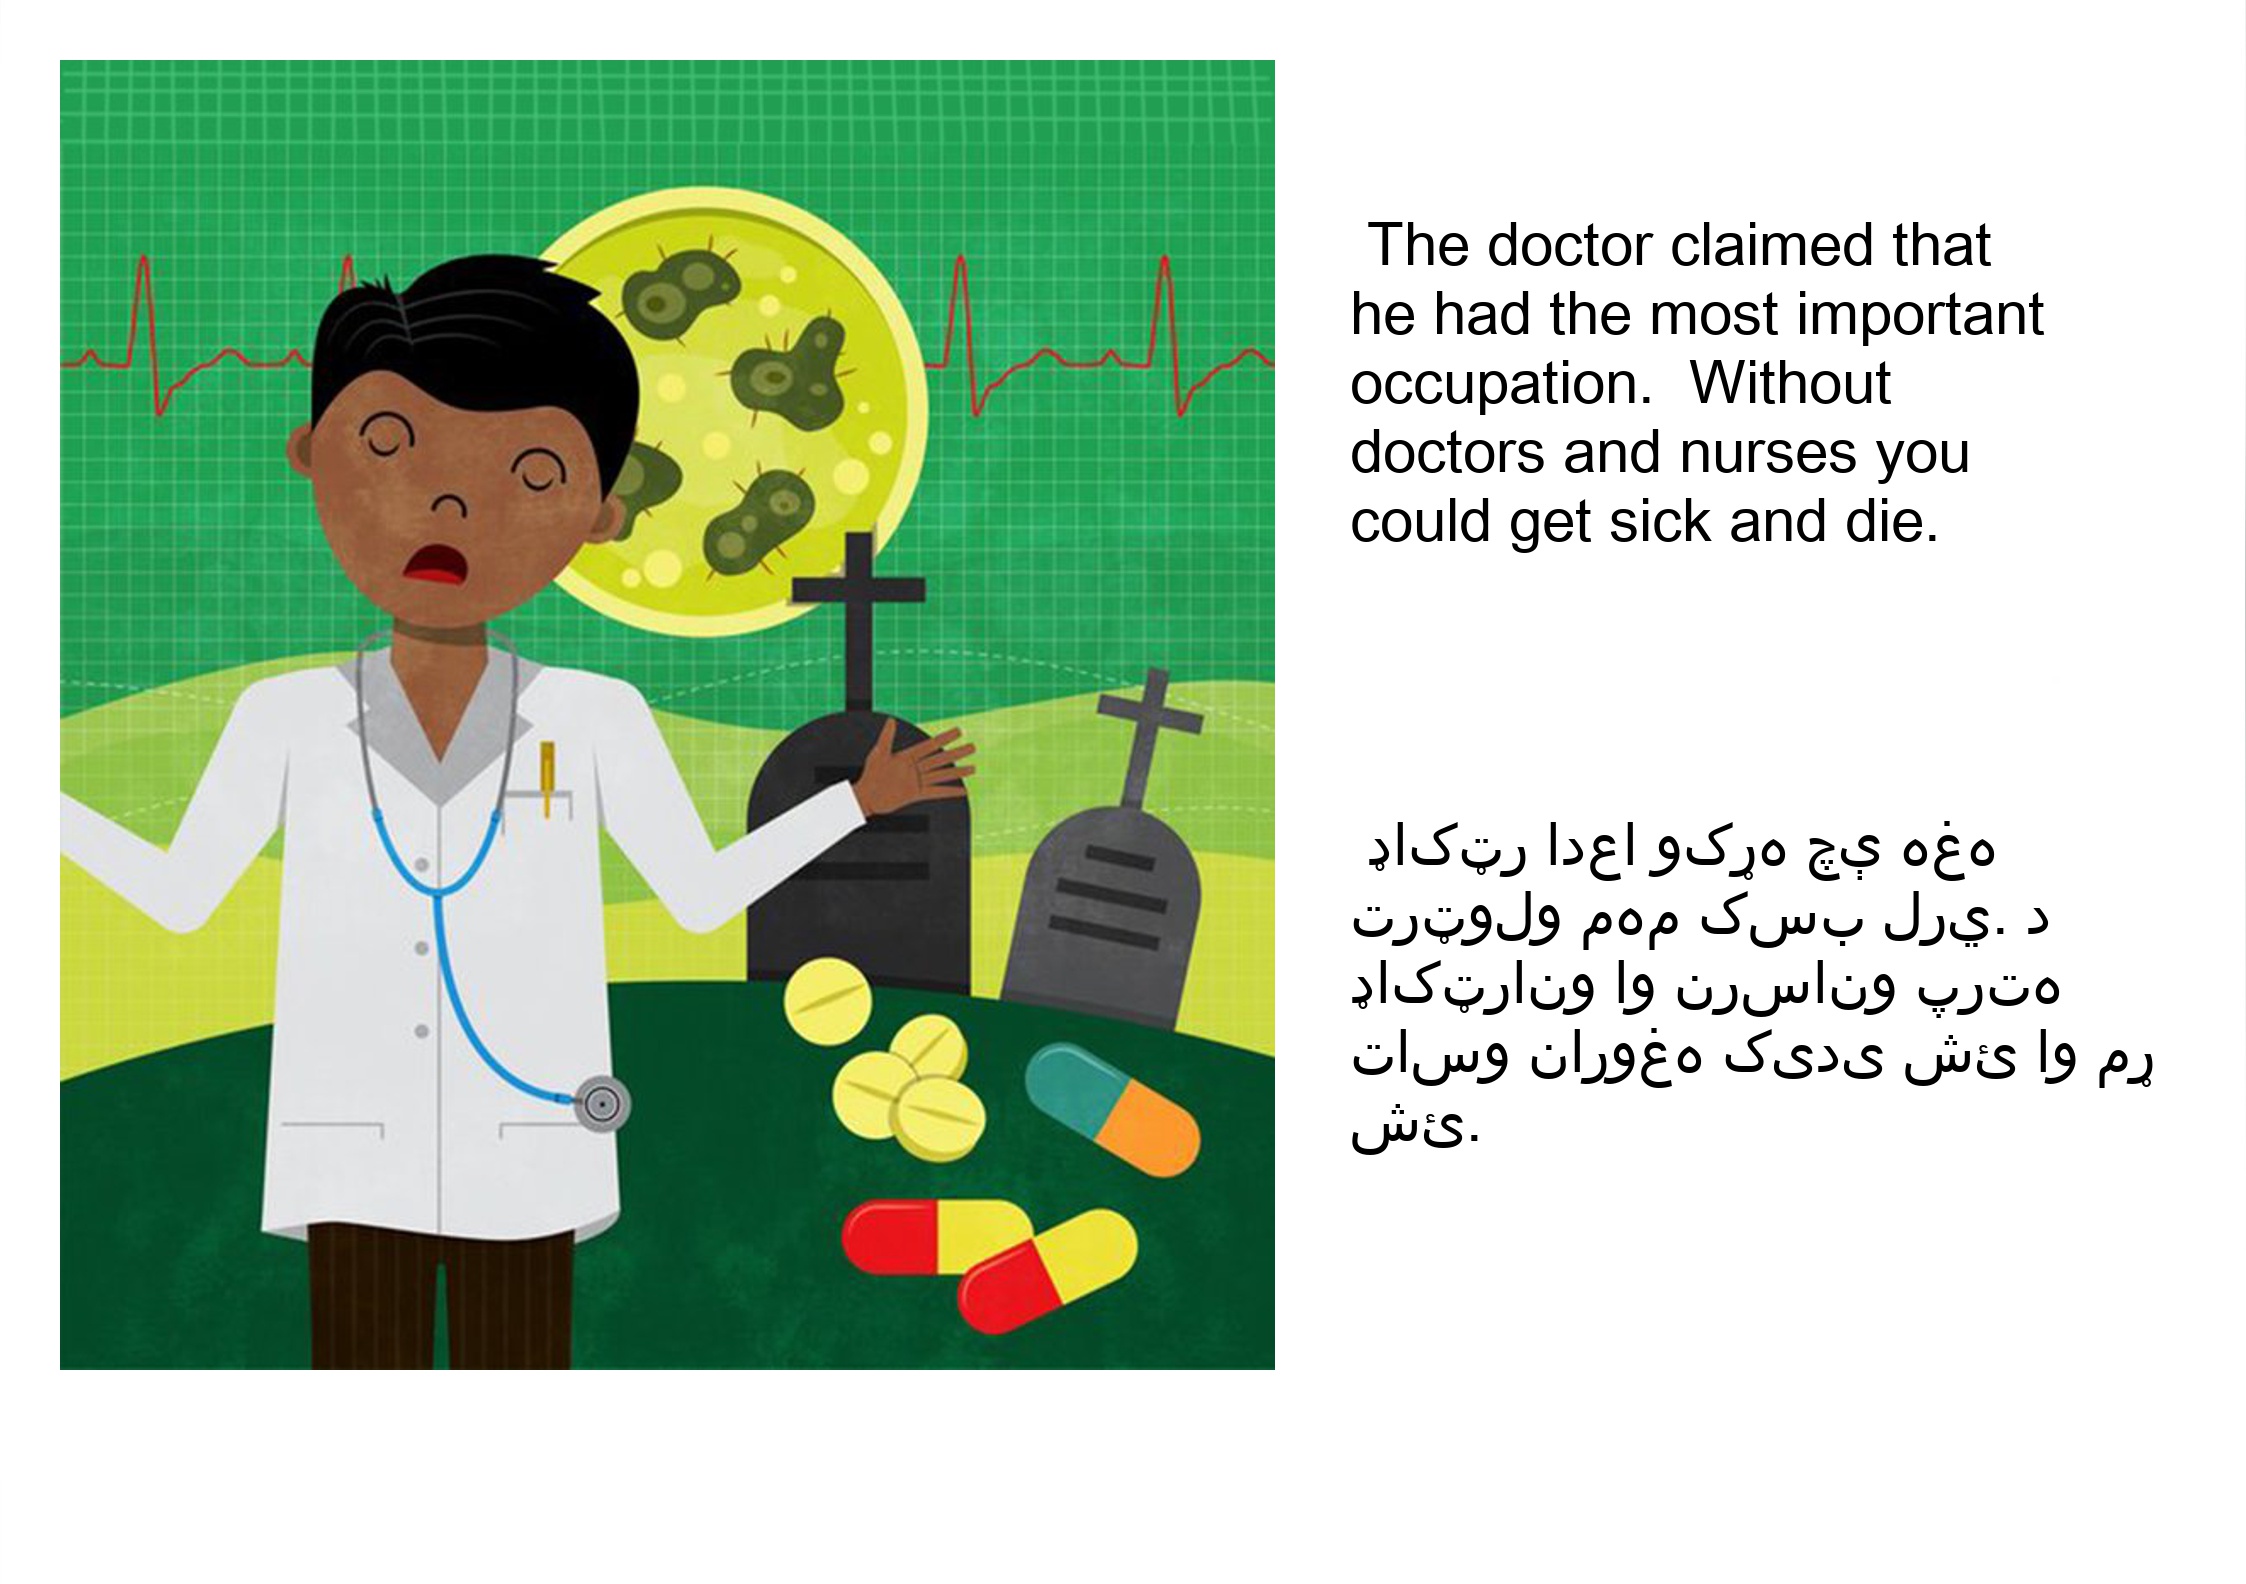 The doctor claimed that
he had the most important
occupation.  Without
doctors and nurses you
could get sick and die.
ډاکټر ادعا وکړه چې هغه
ترټولو مهم کسب لري. د
ډاکټرانو او نرسانو پرته
تاسو ناروغه کیدی شئ او مړ
شئ.